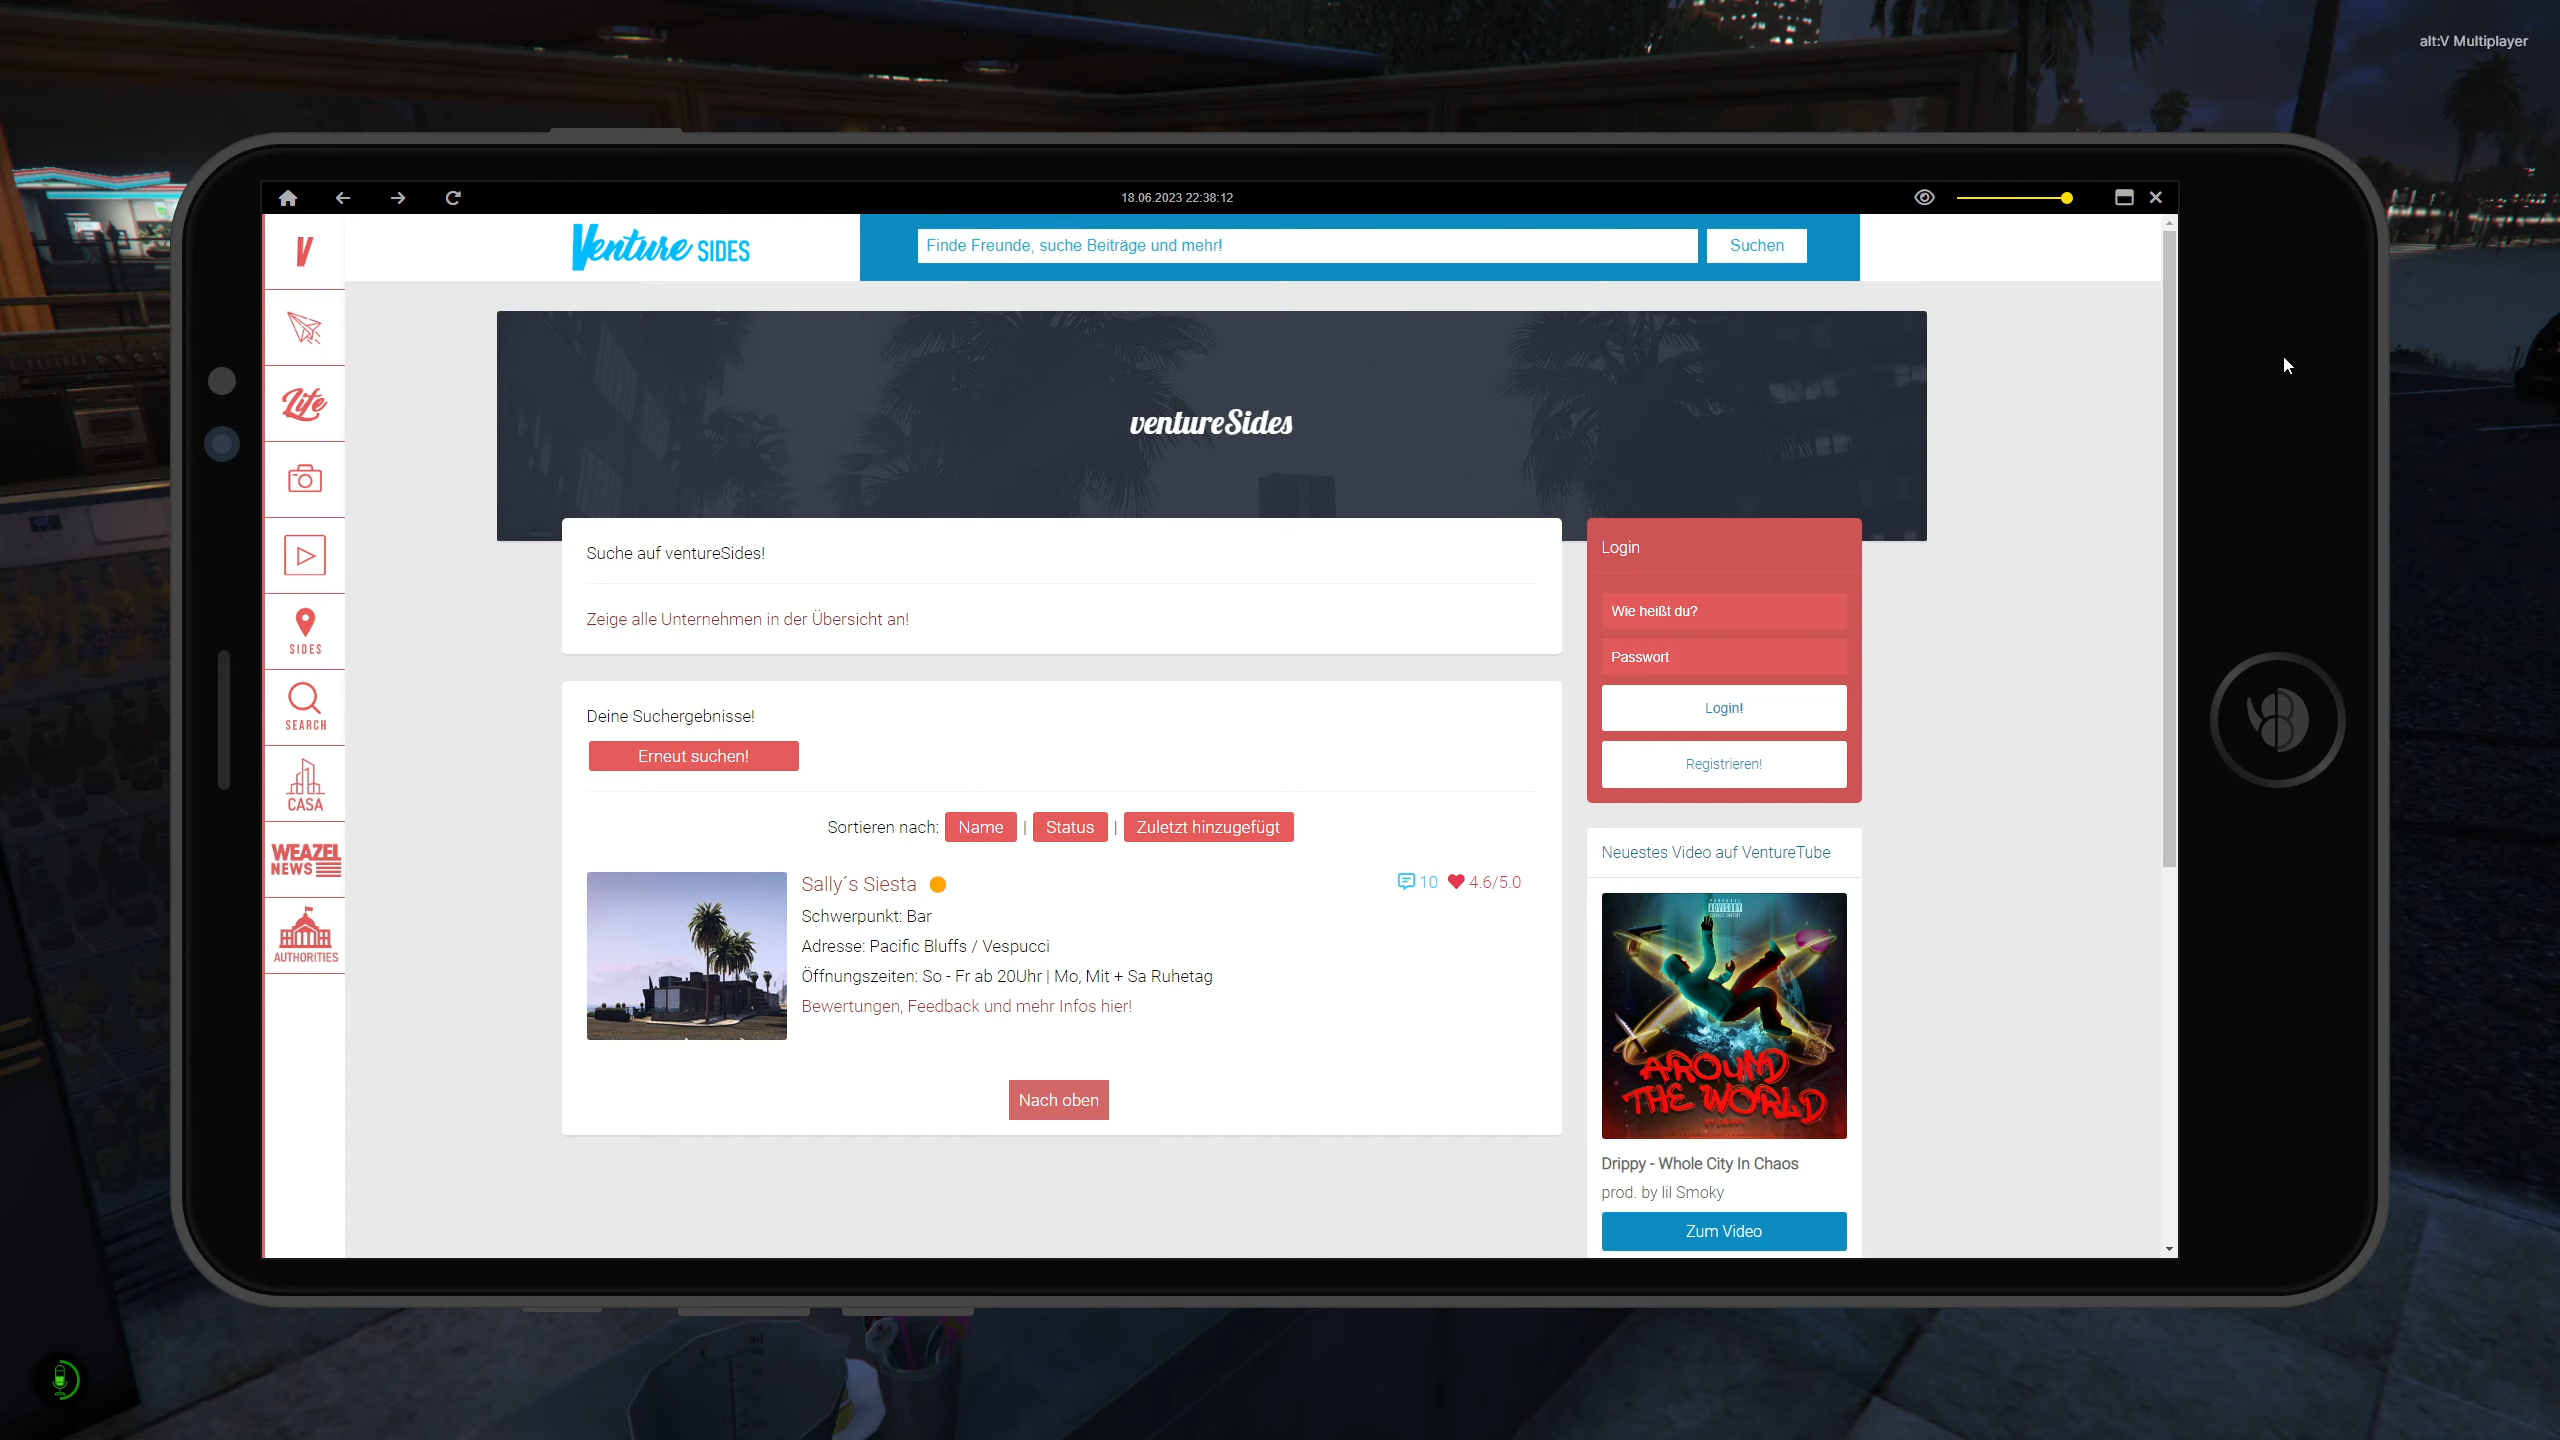 alt:V Multiplayer
18.06.2023 22:38:12
V
Venture SIDES
Finde Freunde, suche Beiträge und mehr!
Suchen
Life
SIDES
SEARCH
CASA
WEAZEL
NEWS
AUTHORITIES
ventureSides
Suche auf ventureSides!
Zeige alle Unternehmen in der Übersicht an!
Deine Suchergebnisse!
Erneut suchen!
Sortieren nach: Name | Status | Zuletzt hinzugefügt
Sally´s Siesta
10 4.6/5.0
Schwerpunkt: Bar
Adresse: Pacific Bluffs / Vespucci
Öffnungszeiten: So - Fr ab 20Uhr | Mo, Mit + Sa Ruhetag
Bewertungen, Feedback und mehr Infos hier!
Nach oben
Login
Wie heißt du?
Passwort
Login!
Registrieren!
Neuestes Video auf VentureTube
ADVISORY
AROUND
THE WORLD
Drippy - Whole City In Chaos
prod. by lil Smoky
Zum Video